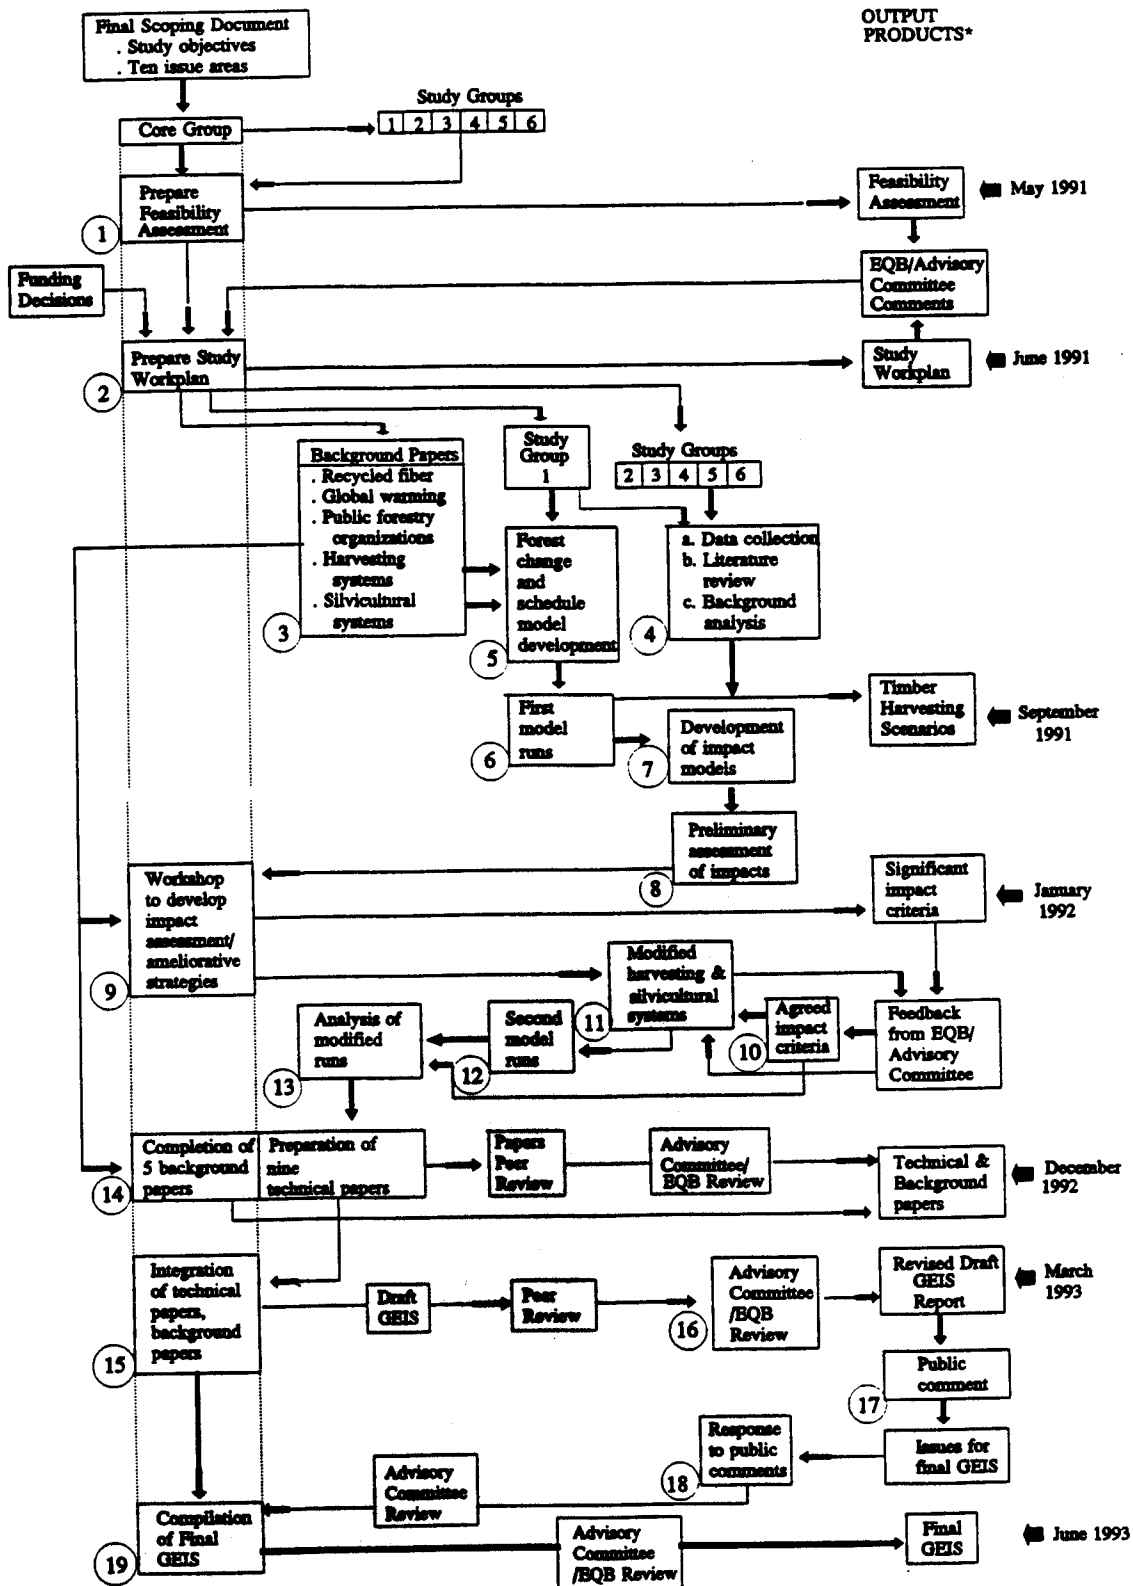 Final Scoping Document
. Study objectives
. Ten issue areas
OUTPUT
PRODUCTS*
Study Groups
1 2 3 4 5 6
Core Group
Prepare
Feasibility
Assessment
1
Feasibility
Assessment
May 1991
Funding
Decisions
EQB/Advisory
Committee
Comments
Prepare Study
Workplan
2
Study
Workplan
June 1991
Background Papers
. Recycled fiber
. Global warming
. Public forestry
organizations
. Harvesting
systems
. Silvicultural
systems
3
Study
Group
1
Study Groups
2 3 4 5 6
Forest
change
and
schedule
model
development
5
a. Data collection
b. Literature
review
c. Background
analysis
4
First
model
runs
6
Development
of impact
models
7
Timber
Harvesting
Scenarios
September
1991
Preliminary
assessment
of impacts
8
Workshop
to develop
impact
assessment/
ameliorative
strategies
9
Significant
impact
criteria
January
1992
Modified
harvesting &
silvicultural
systems
11
Agreed
impact
criteria
10
Feedback
from EQB/
Advisory
Committee
Analysis of
modified
runs
13
Second
model
runs
12
Completion of
5 background
papers
14
Preparation of
nine
technical papers
Papers
Peer
Review
Advisory
Committee/
EQB Review
Technical &
Background
papers
December
1992
Integration
of technical
papers,
background
papers
15
Draft
GEIS
Peer
Review
Advisory
Committee
/EQB
Review
16
Revised Draft
GEIS
Report
March
1993
Public
comment
17
Issues for
final GEIS
Response
to public
comments
18
Advisory
Committee
Review
Compilation
of Final
GEIS
19
Advisory
Committee
/EQB Review
Final
GEIS
June 1993